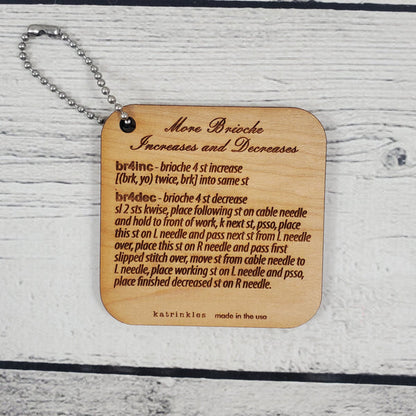 More Brioche
Increases and Decreases
br4inc - brioche 4 st increase
[(brk, yo) twice, brk] into same st
br4dec - brioche 4 st decrease
sl 2 sts kwise, place following st on cable needle
and hold to front of work, k next st, psso, place
this st on L needle and pass next st from L needle
over, place this st on R needle and pass first
slipped stitch over, move st from cable needle to
L needle, place working st on L needle and psso,
place finished decreased st on R needle.
katrinkles made in the usa